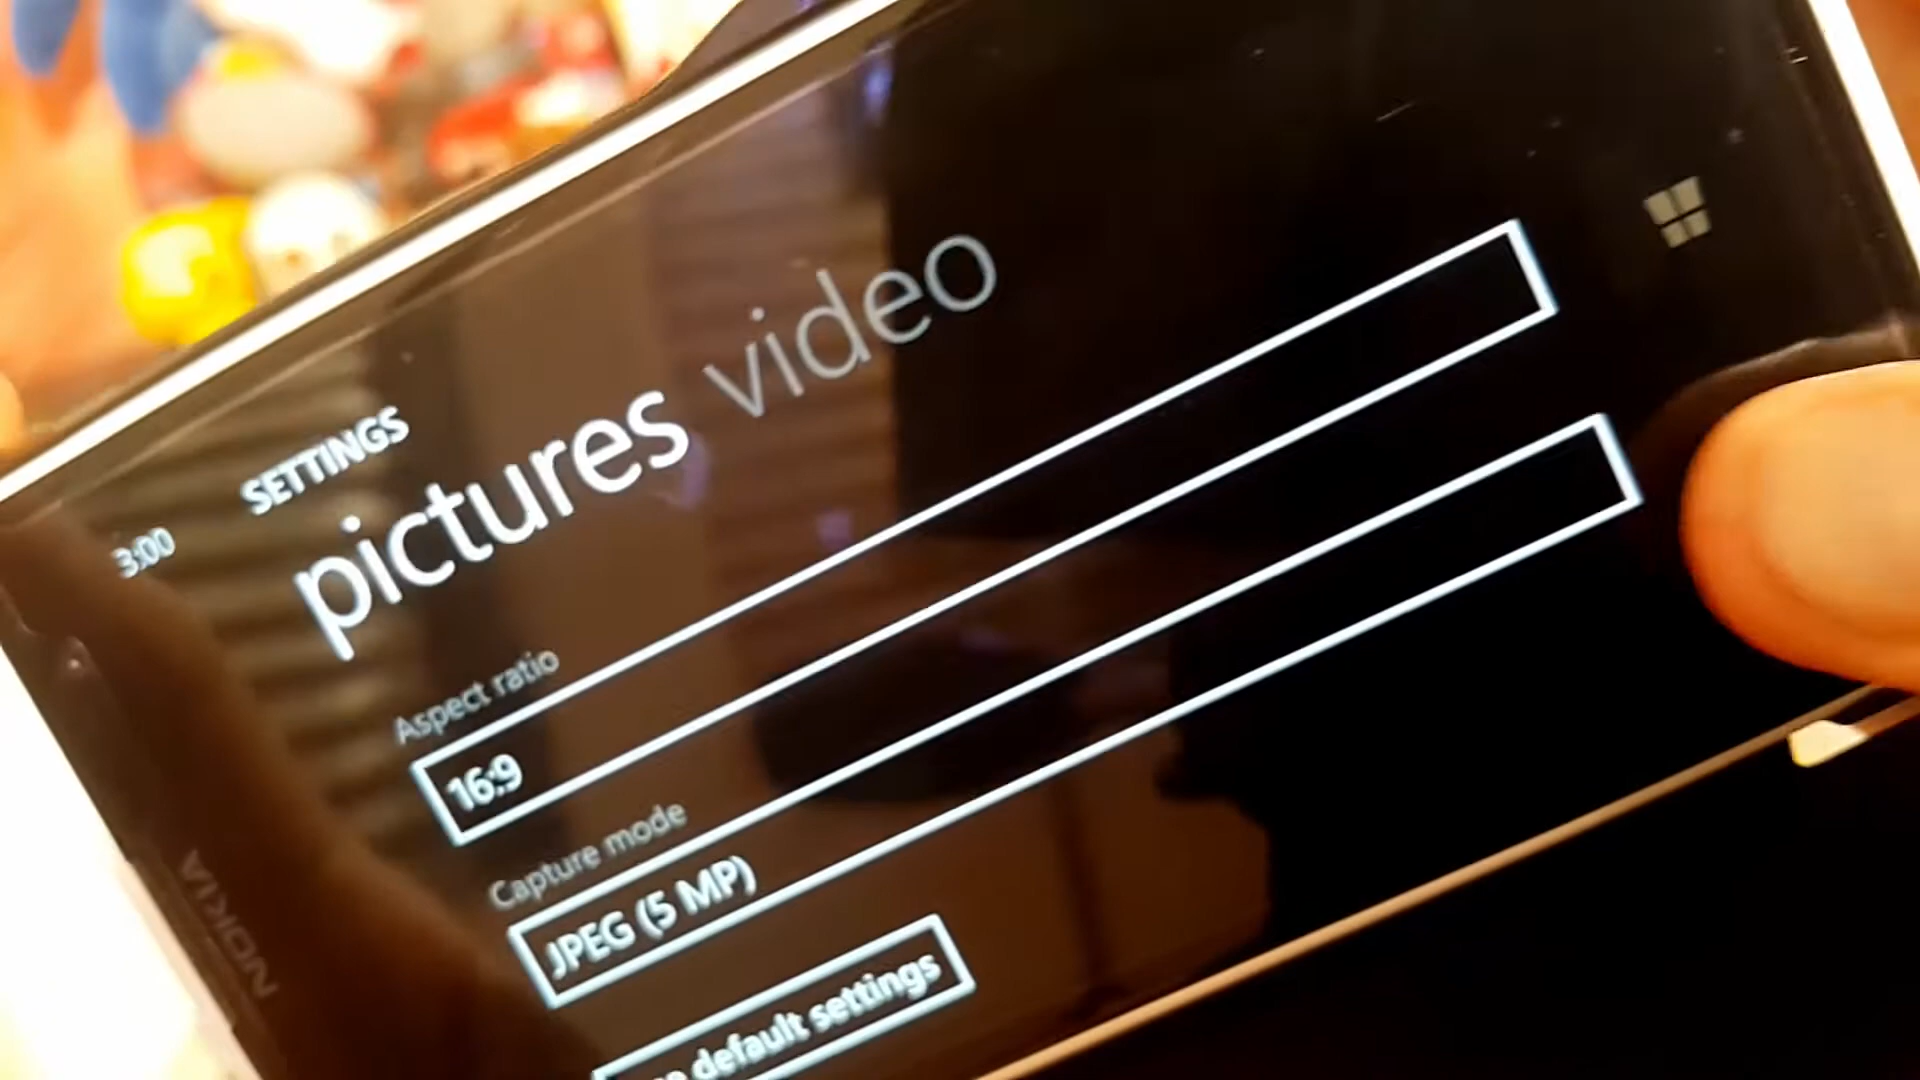 3:00
SETTINGS
pictures video
Aspect ratio
16:9
Capture mode
JPEG (5 MP)
default settings
NOKIA